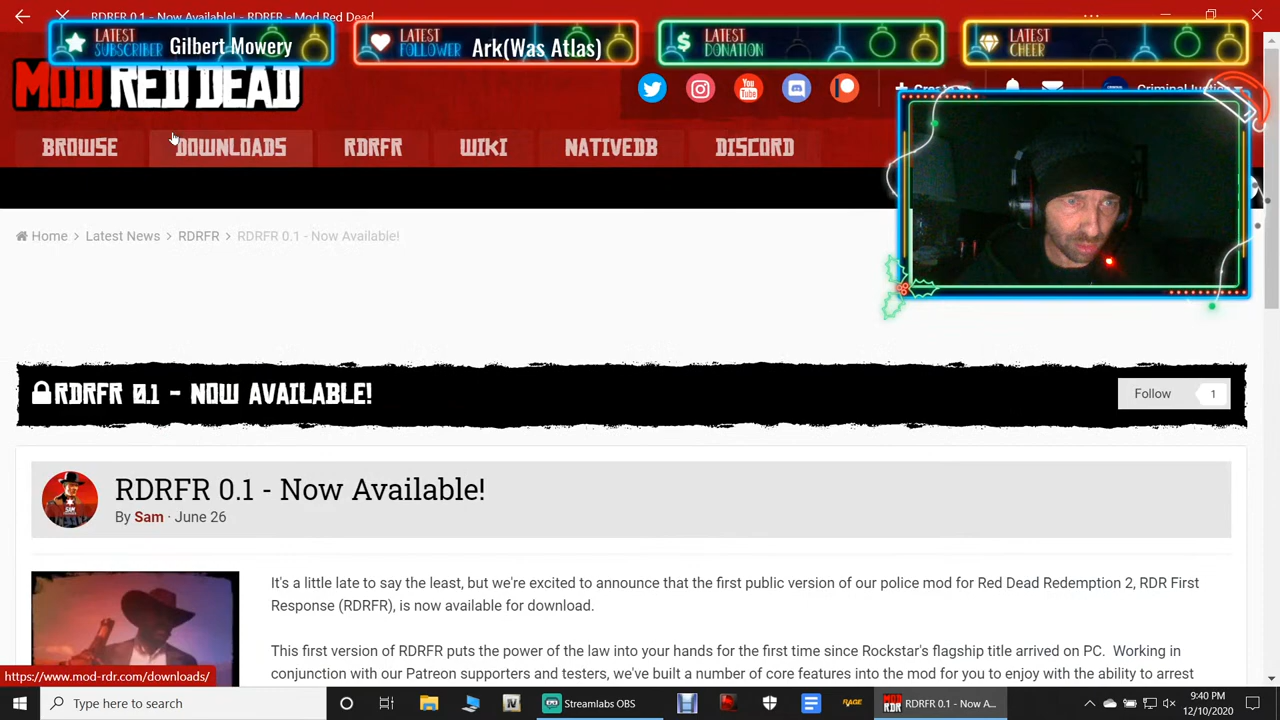 RDRFR 0.1 - Now Available! - RDRFR - Mod Red Dead
LATEST SUBSCRIBER Gilbert Mowery
LATEST FOLLOWER Ark(Was Atlas)
LATEST DONATION
LATEST CHEER
MOD RED DEAD
BROWSE DOWNLOADS RDRFR WIKI NATIVEDB DISCORD
Home > Latest News > RDRFR > RDRFR 0.1 - Now Available!
RDRFR 0.1 - NOW AVAILABLE!
Follow 1
RDRFR 0.1 - Now Available!
By Sam · June 26
It's a little late to say the least, but we're excited to announce that the first public version of our police mod for Red Dead Redemption 2, RDR First
Response (RDRFR), is now available for download.
This first version of RDRFR puts the power of the law into your hands for the first time since Rockstar's flagship title arrived on PC. Working in
conjunction with our Patreon supporters and testers, we've built a number of core features into the mod for you to enjoy with the ability to arrest
https://www.mod-rdr.com/downloads/
Type here to search
Streamlabs OBS
RAGE
RDRFR 0.1 - Now A...
9:40 PM
12/10/2020